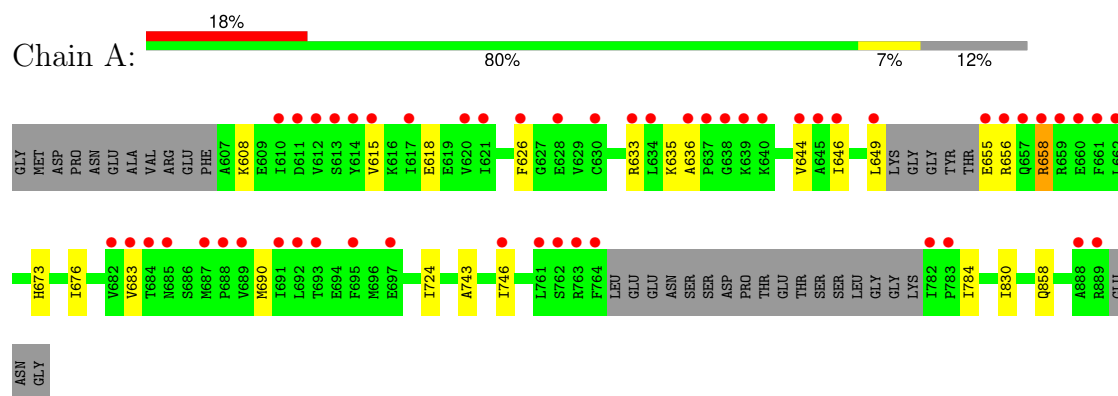 18%
Chain A:
80% 7% 12%
GLY MET ASP PRO ASN GLU ALA VAL ARG GLU PHE A607 K608 E609 I610 D611 V612 S613 Y614 V615 K616 I617 E618 E619 V620 I621 F626 G627 E628 V629 C630 R633 L634 K635 A636 P637 G638 K639 K640 V644 A645 I646 L649 LYS GLY GLY TYR THR E655 R656 Q657 R658 R659 E660 F661 L662
H673 I676 V682 V683 T684 N685 S686 M687 P688 V689 M690 I691 L692 T693 E694 F695 M696 E697 I724 A743 I746 L761 S762 R763 F764 LEU GLU GLU ASN SER SER ASP PRO THR GLU THR SER SER LEU GLY GLY LYS I782 P783 I784 I830 Q858 A888 R889 GLU
ASN GLY